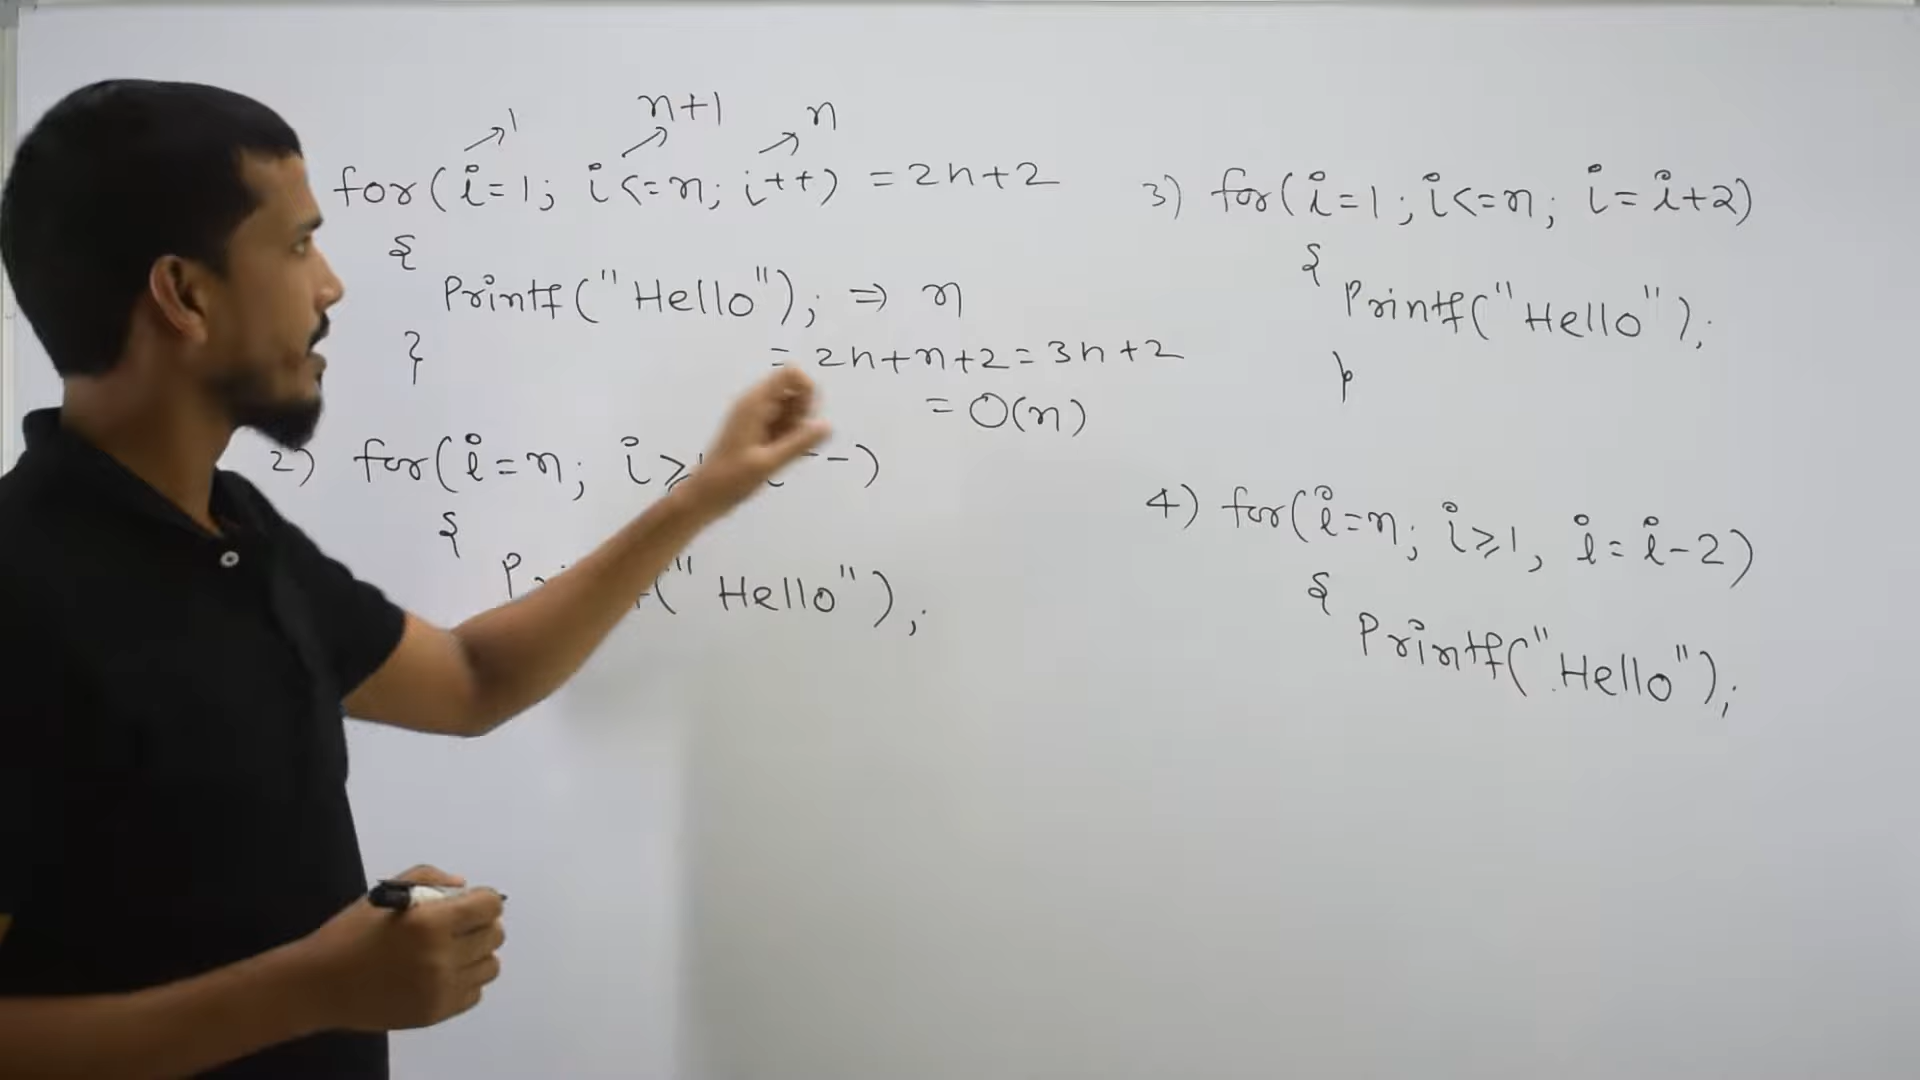 1 n+1 n
for(i=1; i<=n; i++) = 2n+2
{
Printf("Hello"); ⇒ n
}
= 2n+n+2=3n+2
= O(n)
2) for(i=n; i≥1 --)
{
("Hello");
3) for(i=1; i<=n; i=i+2)
{
Printf("Hello");
}
4) for(i=n; i≥1, i=i-2)
{
Printf("Hello");